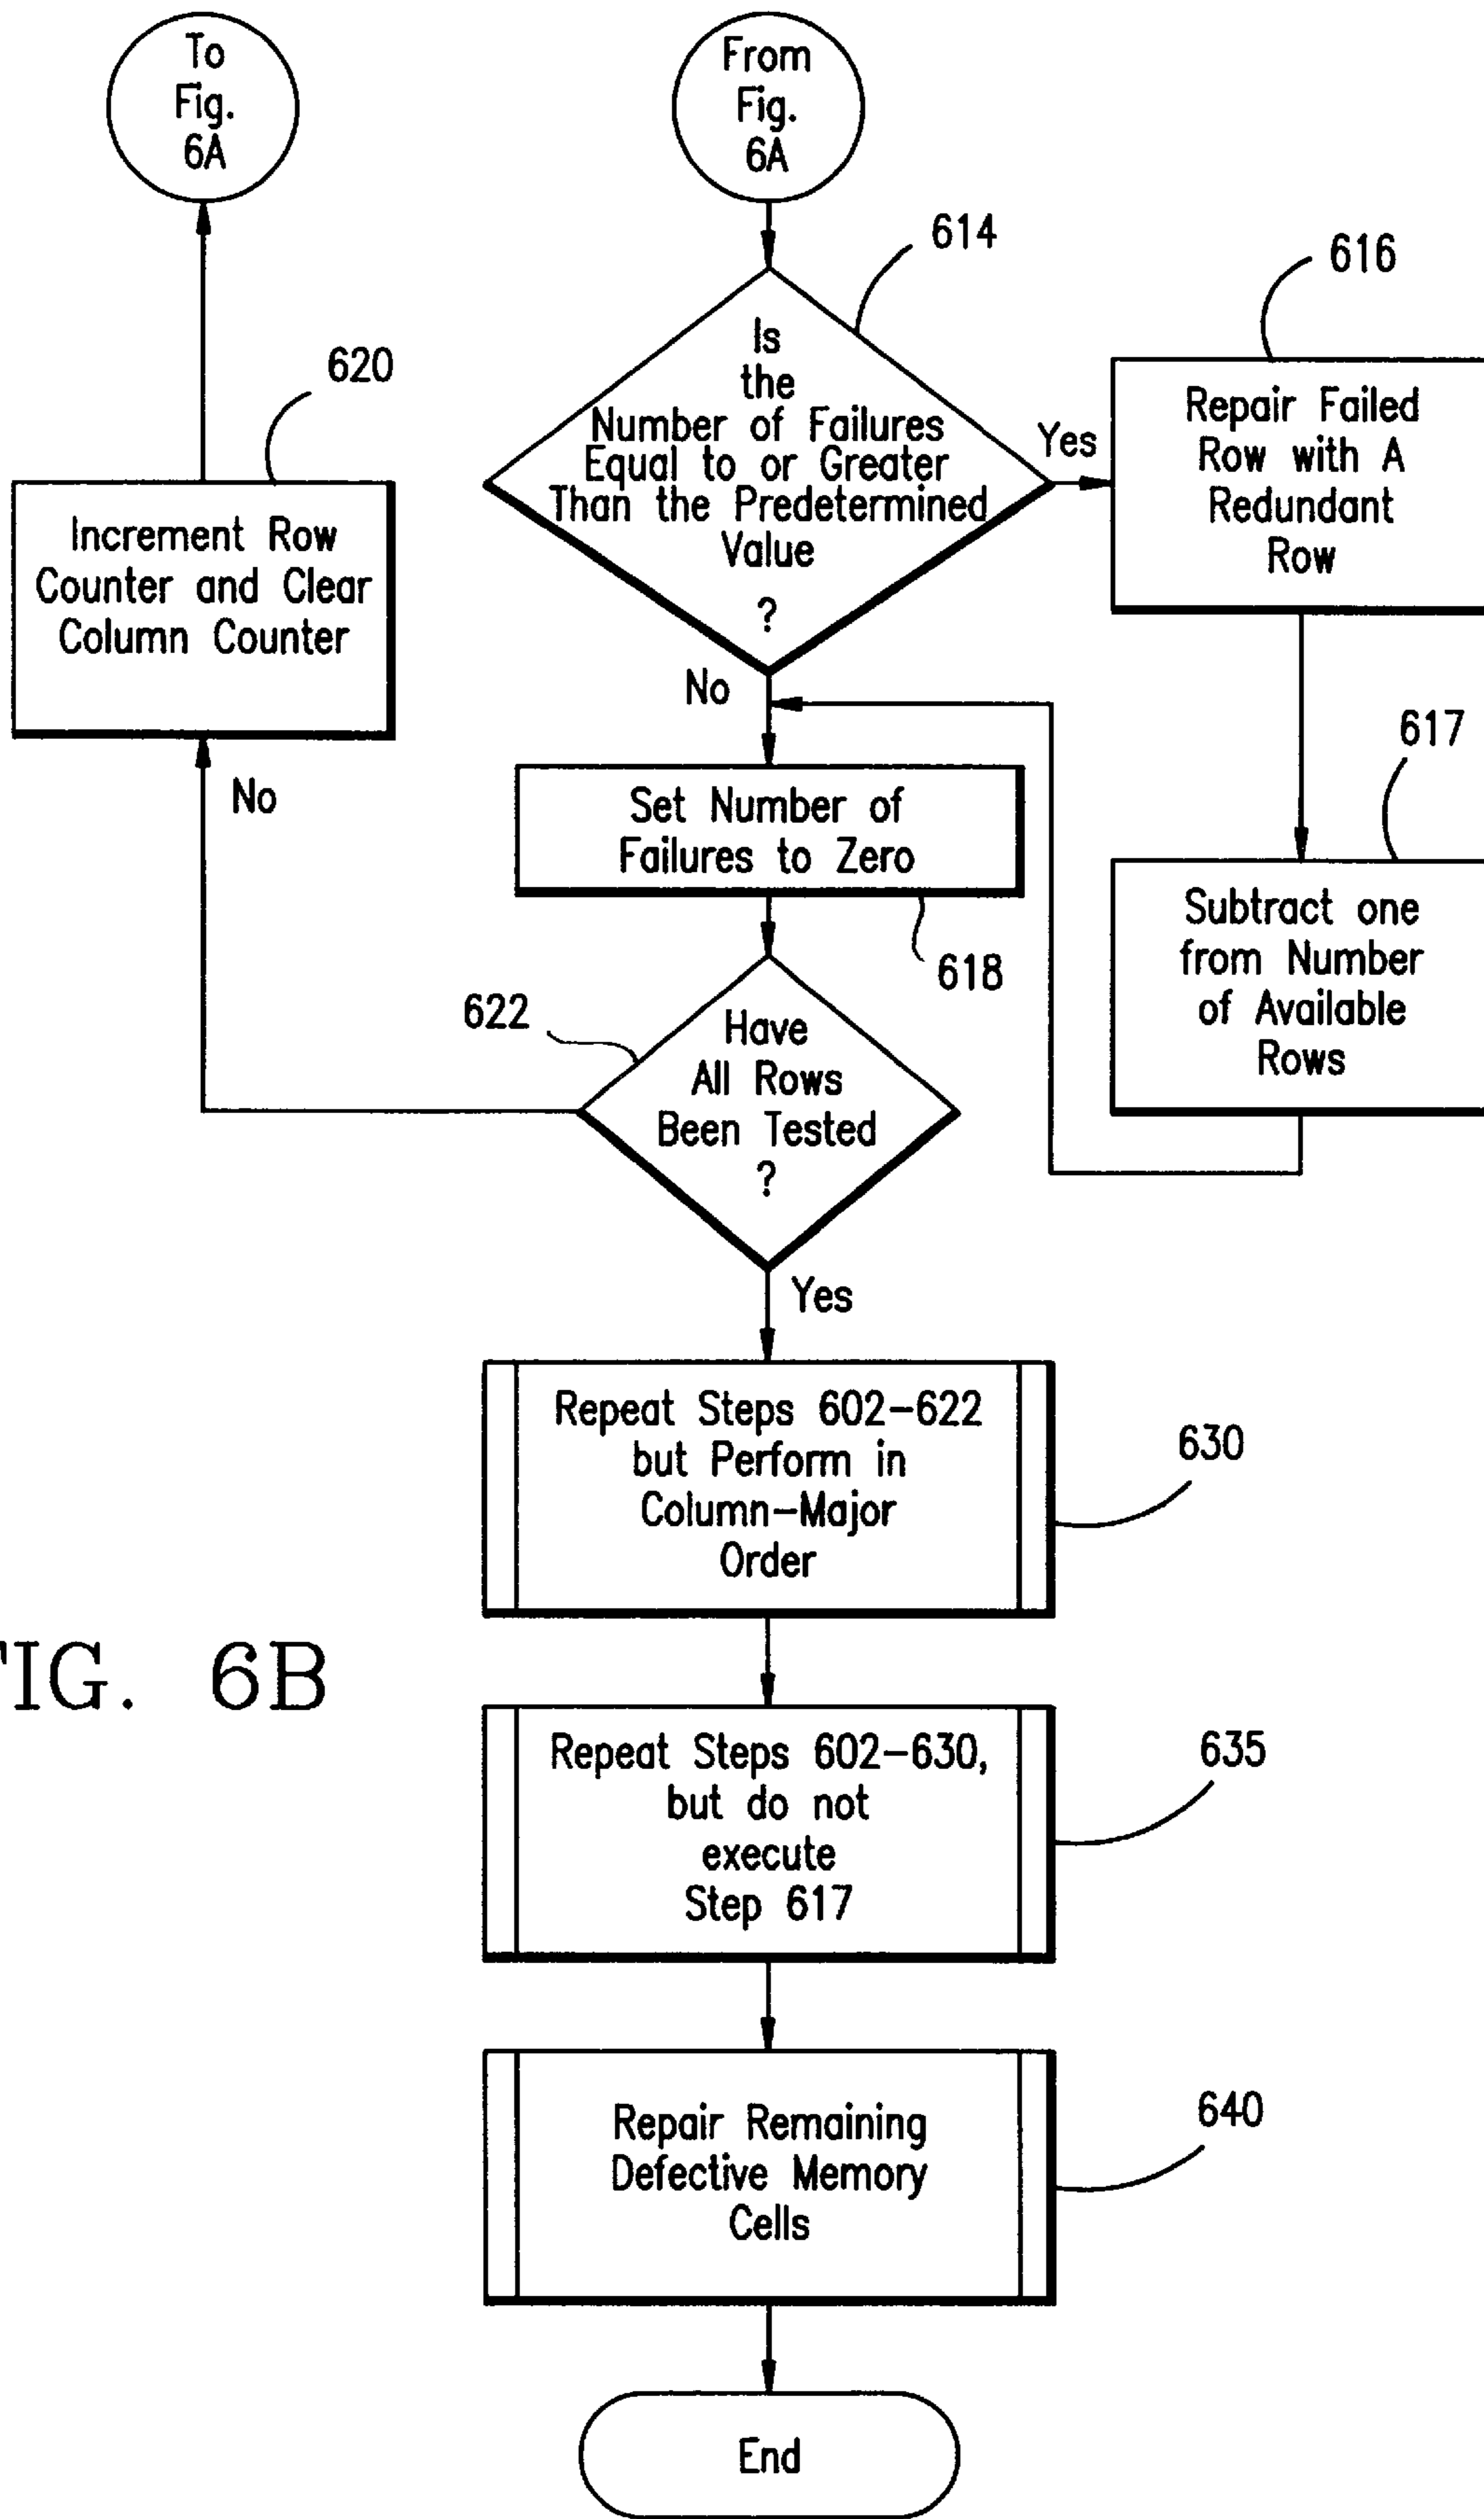 To
Fig.
6A
From
Fig.
6A
614
Is
the
Number of Failures
Equal to or Greater
Than the Predetermined
Value
?
Yes
616
Repair Failed
Row with A
Redundant
Row
620
Increment Row
Counter and Clear
Column Counter
No
No
617
Set Number of
Failures to Zero
618
Subtract one
from Number
of Available
Rows
622
Have
All Rows
Been Tested
?
Yes
Repeat Steps 602-622
but Perform in
Column-Major
Order
630
FIG. 6B
Repeat Steps 602-630,
but do not
execute
Step 617
635
Repair Remaining
Defective Memory
Cells
640
End